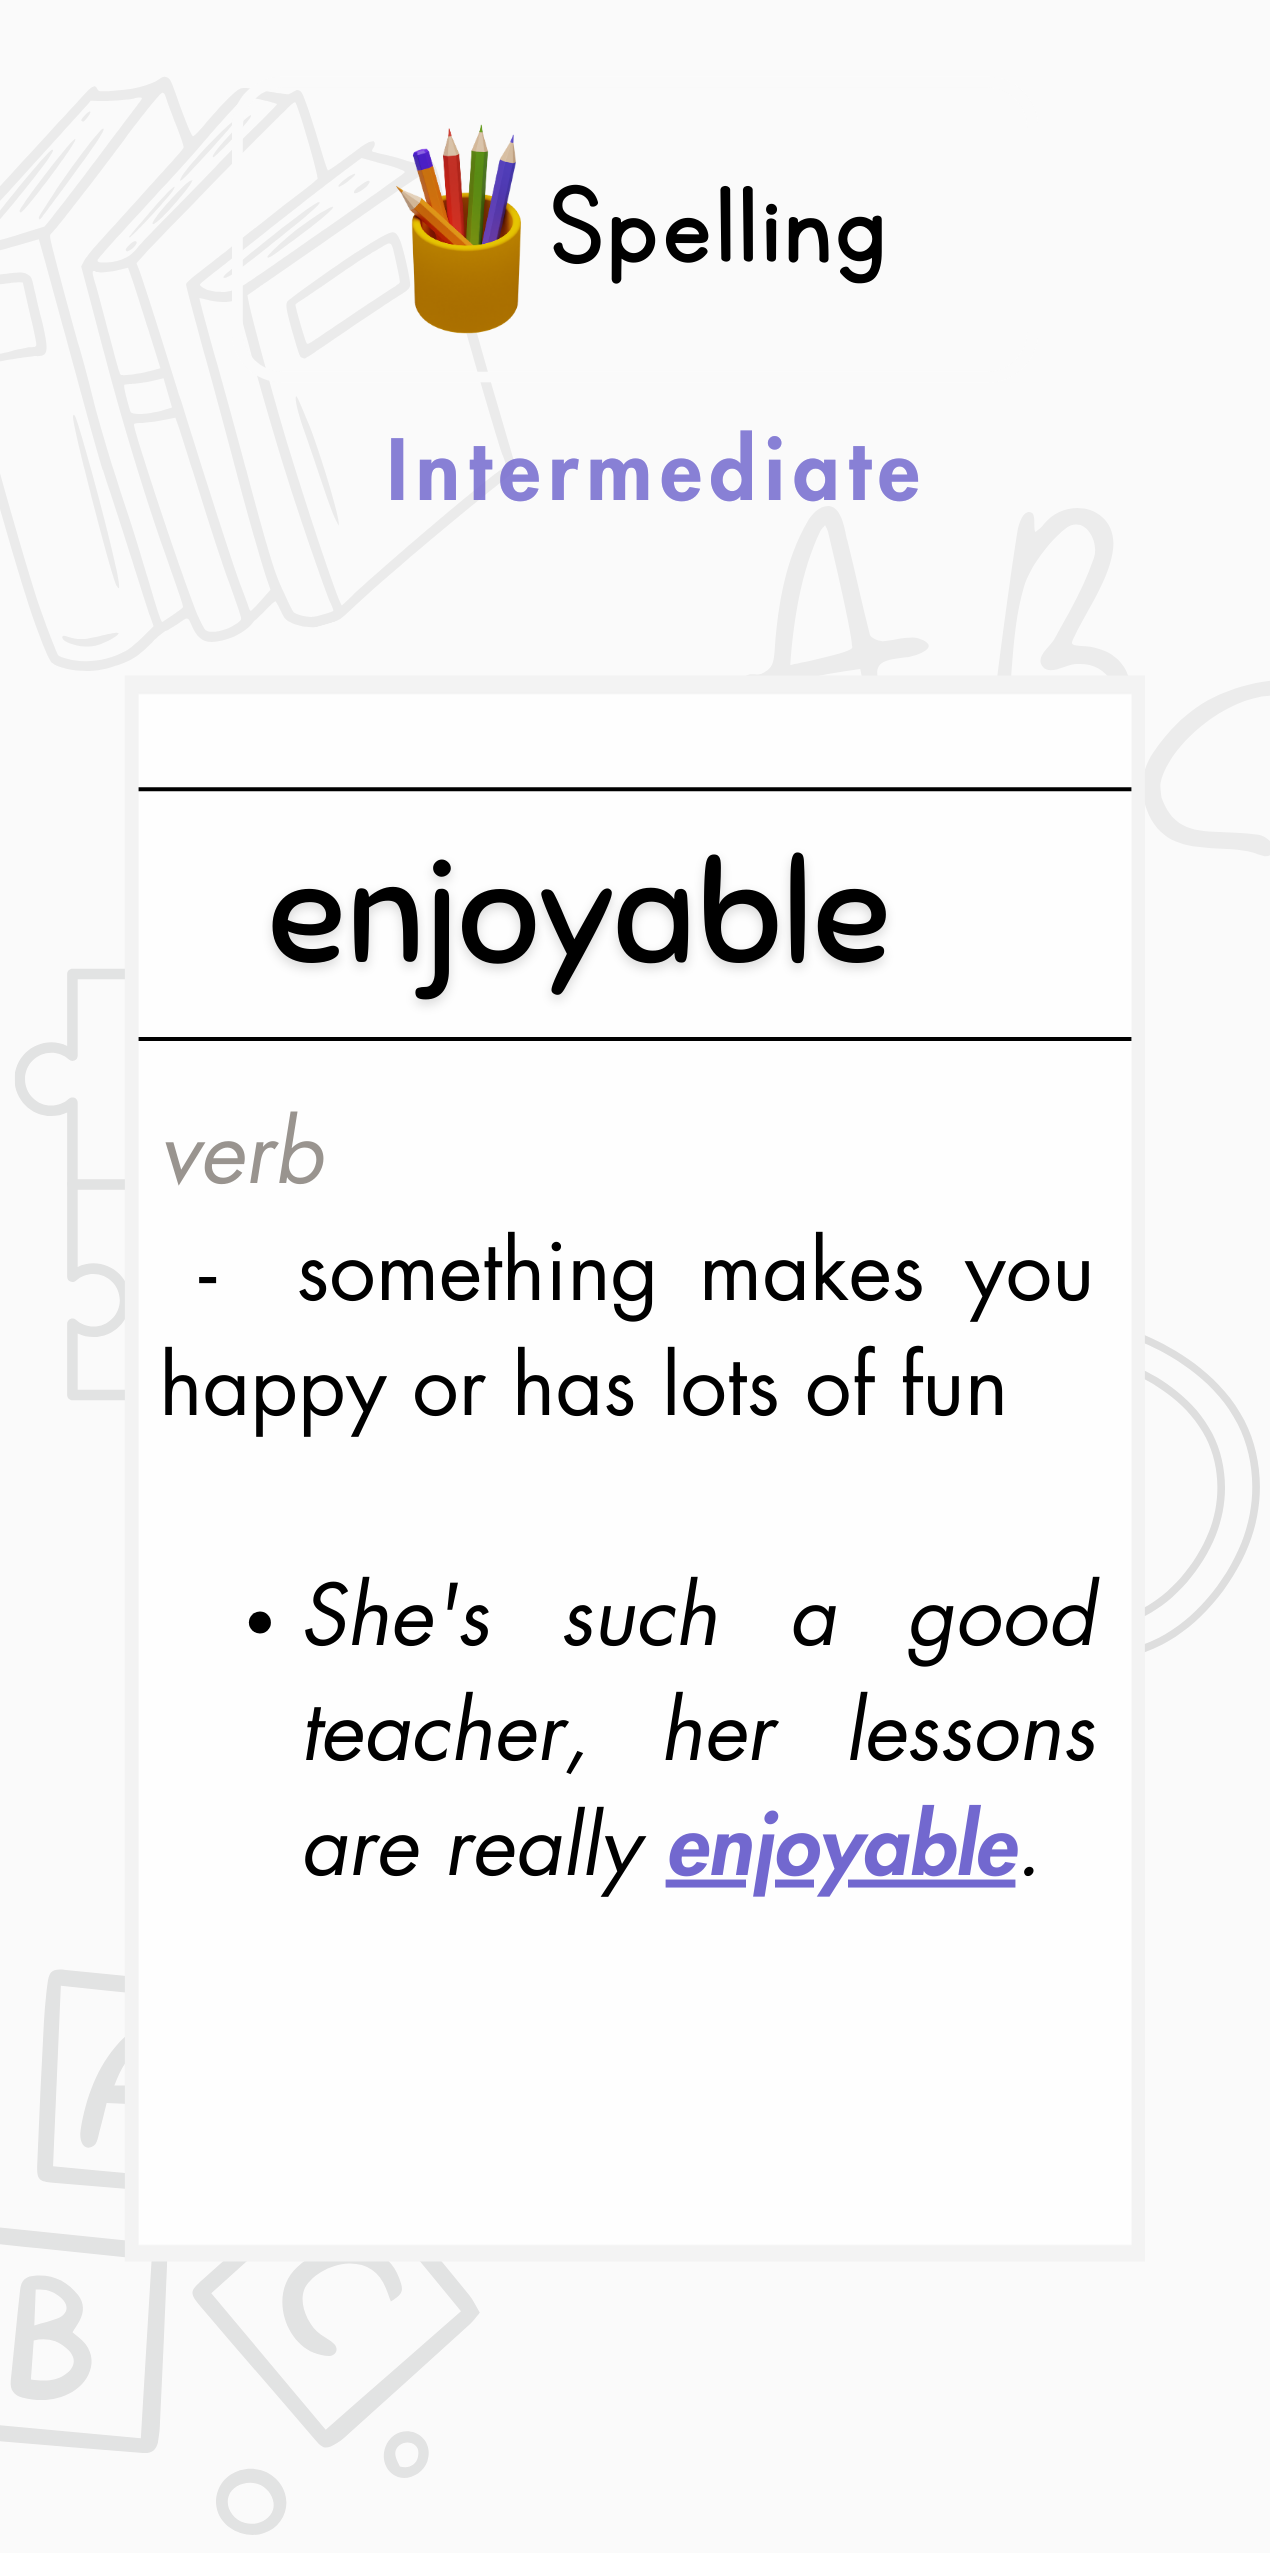 Spelling
Intermediate
A B C
enjoyable
verb
- something makes you
happy or has lots of fun
• She's such a good
teacher, her lessons
are really enjoyable.
A
B C